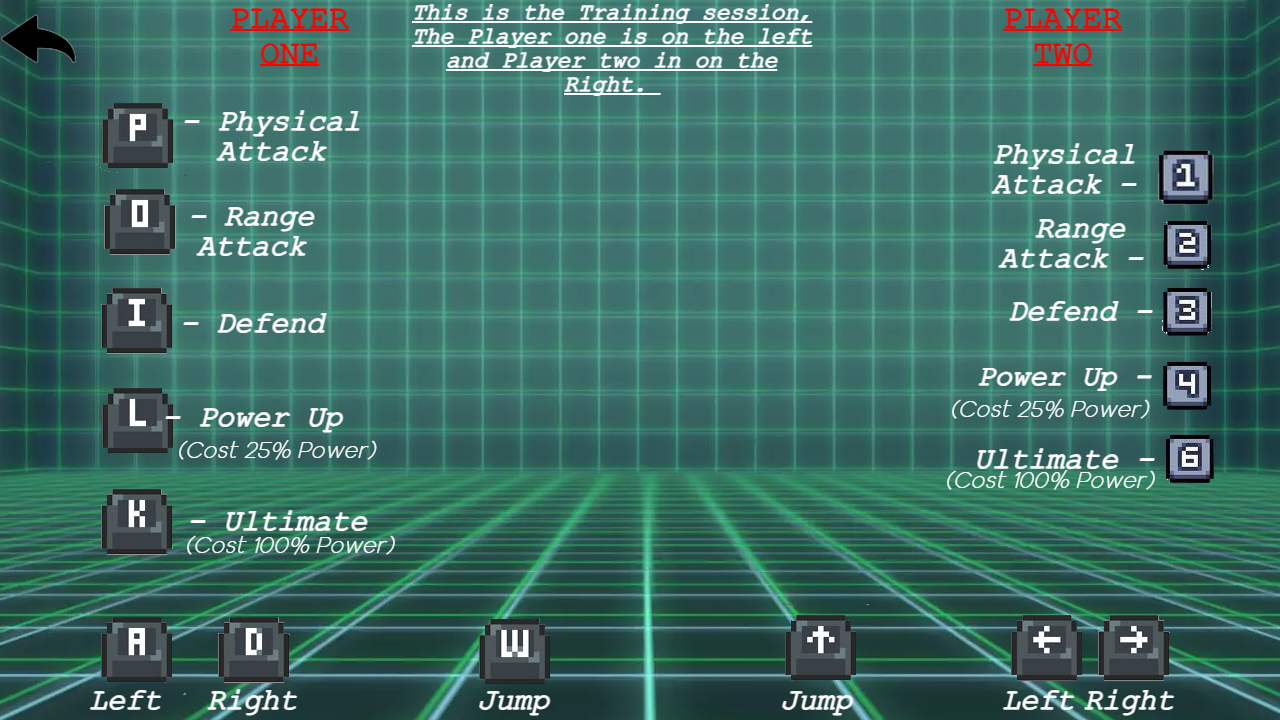 PLAYER
ONE
This is the Training session,
The Player one is on the left
and Player two in on the
Right.
PLAYER
TWO
P - Physical
Attack
O - Range
Attack
I - Defend
L - Power Up
(Cost 25% Power)
K - Ultimate
(Cost 100% Power)
Physical
Attack - 1
Range
Attack - 2
Defend - 3
Power Up - 4
(Cost 25% Power)
Ultimate - 6
(Cost 100% Power)
A D W ↑ ← →
Left Right Jump Jump Left Right